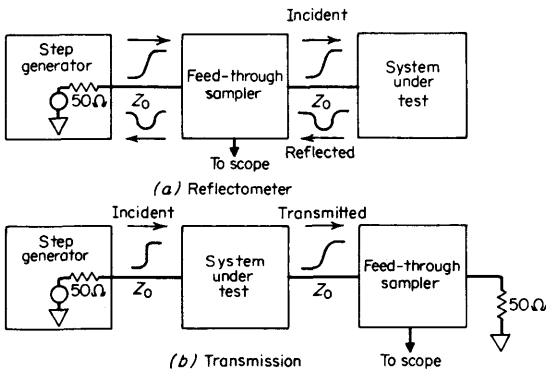 Incident
Step
generator
50Ω
Z₀
Feed-through
sampler
Z₀
System
under
test
Reflected
To scope
(a) Reflectometer
Incident
Transmitted
Step
generator
50Ω
Z₀
System
under
test
Z₀
Feed-through
sampler
50Ω
To scope
(b) Transmission